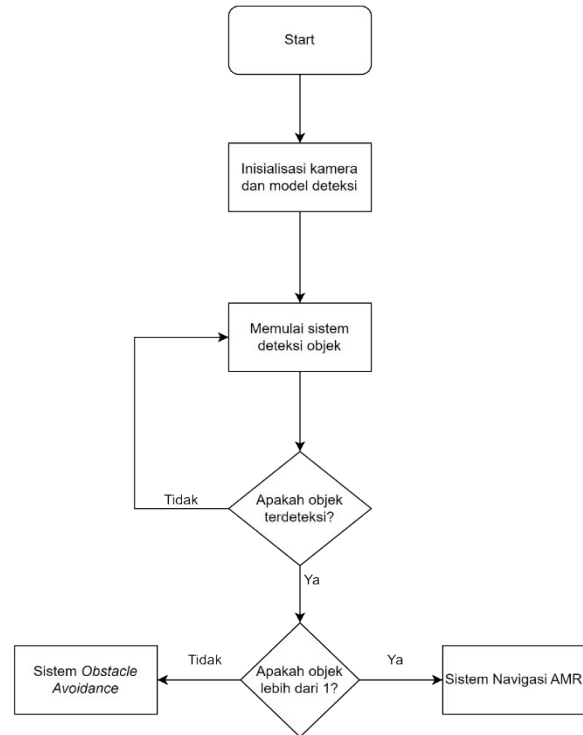 Start
Inisialisasi kamera
dan model deteksi
Memulai sistem
deteksi objek
Tidak
Apakah objek
terdeteksi?
Ya
Sistem Obstacle
Avoidance
Tidak
Apakah objek
lebih dari 1?
Ya
Sistem Navigasi AMR